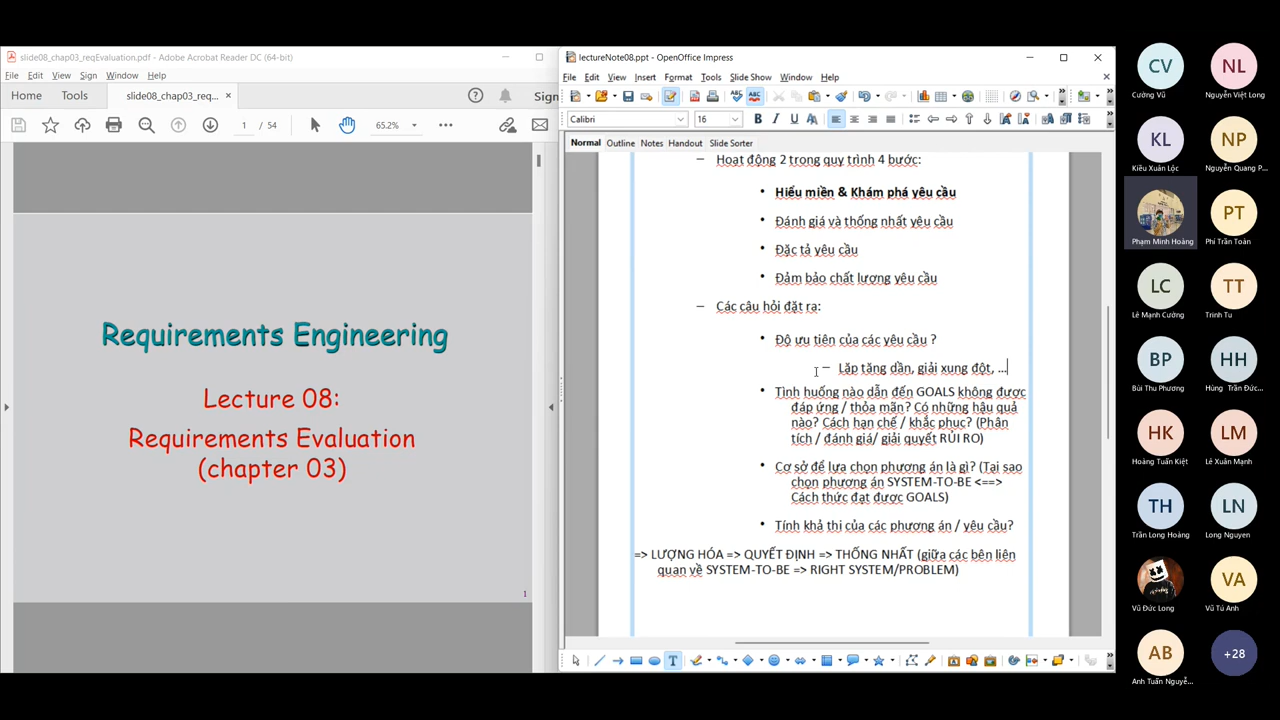 slide08_chap03_reqEvaluation.pdf - Adobe Acrobat Reader DC (64-bit)
File Edit View Sign Window Help
Home Tools slide08_chap03_req... × Sign
1 / 54 65.2%
Requirements Engineering
Lecture 08:
Requirements Evaluation
(chapter 03)
1
lectureNote08.ppt - OpenOffice Impress
File Edit View Insert Format Tools Slide Show Window Help
Calibri 16
Normal Outline Notes Handout Slide Sorter
– Hoạt động 2 trong quy trình 4 bước:
• Hiểu miền & Khám phá yêu cầu
• Đánh giá và thống nhất yêu cầu
• Đặc tả yêu cầu
• Đảm bảo chất lượng yêu cầu
– Các câu hỏi đặt ra:
• Độ ưu tiên của các yêu cầu ?
– Lặp tăng dần, giải xung đột, ...
• Tình huống nào dẫn đến GOALS không được
đáp ứng / thỏa mãn? Có những hậu quả
nào? Cách hạn chế / khắc phục? (Phân
tích / đánh giá/ giải quyết RỦI RO)
• Cơ sở để lựa chọn phương án là gì? (Tại sao
chọn phương án SYSTEM-TO-BE <==>
Cách thức đạt được GOALS)
• Tính khả thi của các phương án / yêu cầu?
=> LƯỢNG HÓA => QUYẾT ĐỊNH => THỐNG NHẤT (giữa các bên liên
quan về SYSTEM-TO-BE => RIGHT SYSTEM/PROBLEM)
CV NL
Cường Vũ Nguyễn Việt Long
KL NP
Kiều Xuân Lộc Nguyễn Quang P...
PT
Phạm Minh Hoàng Phí Trần Toàn
LC TT
Lê Mạnh Cường Trinh Tu
BP HH
Bùi Thu Phương Hùng Trần Đức...
HK LM
Hoàng Tuấn Kiệt Lê Xuân Mạnh
TH LN
Trần Long Hoàng Long Nguyen
VA
Vũ Đức Long Vũ Tú Anh
AB +28
Anh Tuấn Nguyễ...